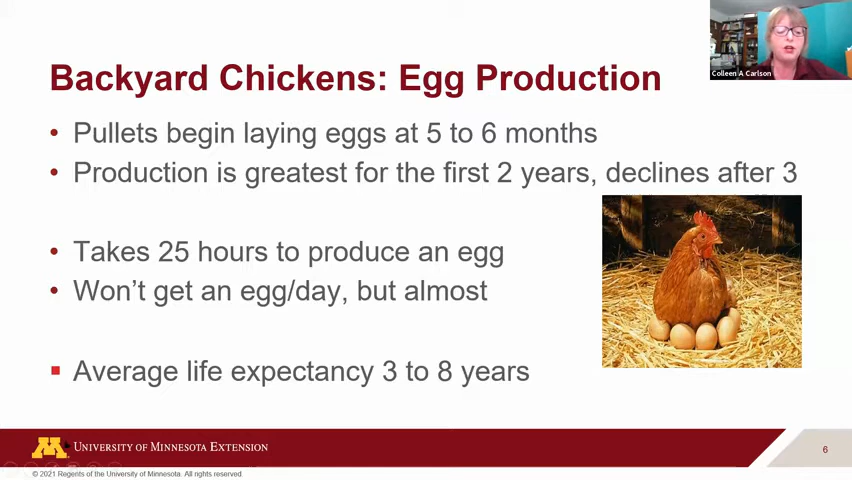 Colleen A Carlson
Backyard Chickens: Egg Production
• Pullets begin laying eggs at 5 to 6 months
• Production is greatest for the first 2 years, declines after 3
• Takes 25 hours to produce an egg
• Won't get an egg/day, but almost
▪ Average life expectancy 3 to 8 years
M UNIVERSITY OF MINNESOTA EXTENSION
6
© 2021 Regents of the University of Minnesota. All rights reserved.